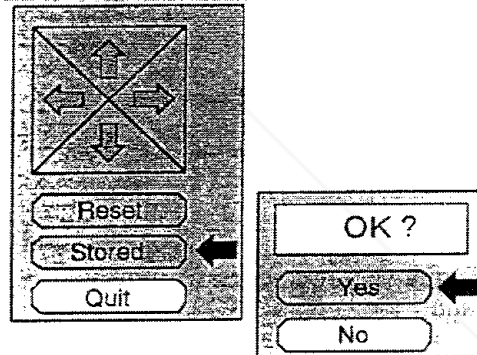 Reset
Stored
Quit
OK ?
Yes
No